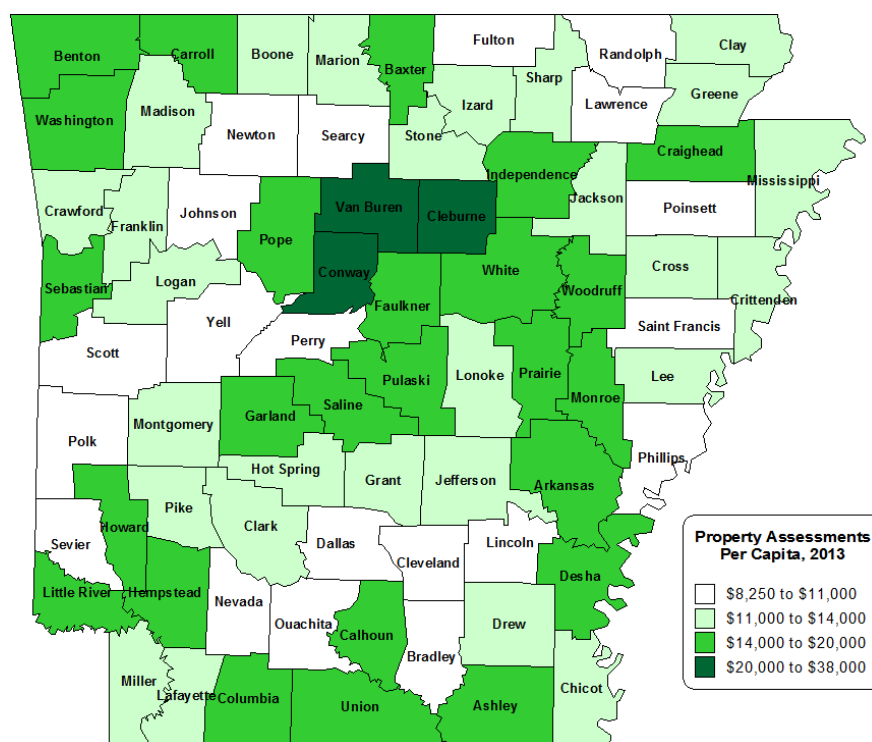 Fulton
Randolph
Clay
Benton
Carroll
Boone
Marion
Baxter
Sharp
Izard
Greene
Lawrence
Madison
Washington
Newton
Searcy
Stone
Craighead
Independence
Mississippi
Jackson
Van Buren
Cleburne
Poinsett
Crawford
Franklin
Johnson
Pope
Conway
White
Cross
Woodruff
Crittenden
Sebastian
Logan
Faulkner
Yell
Saint Francis
Scott
Perry
Pulaski
Lonoke
Prairie
Lee
Monroe
Saline
Garland
Montgomery
Polk
Phillips
Hot Spring
Grant
Jefferson
Arkansas
Pike
Howard
Clark
Sevier
Dallas
Lincoln
Cleveland
Desha
Little River
Hempstead
Nevada
Ouachita
Calhoun
Drew
Bradley
Miller
Lafayette
Columbia
Union
Ashley
Chicot
Property Assessments
Per Capita, 2013
$8,250 to $11,000
$11,000 to $14,000
$14,000 to $20,000
$20,000 to $38,000